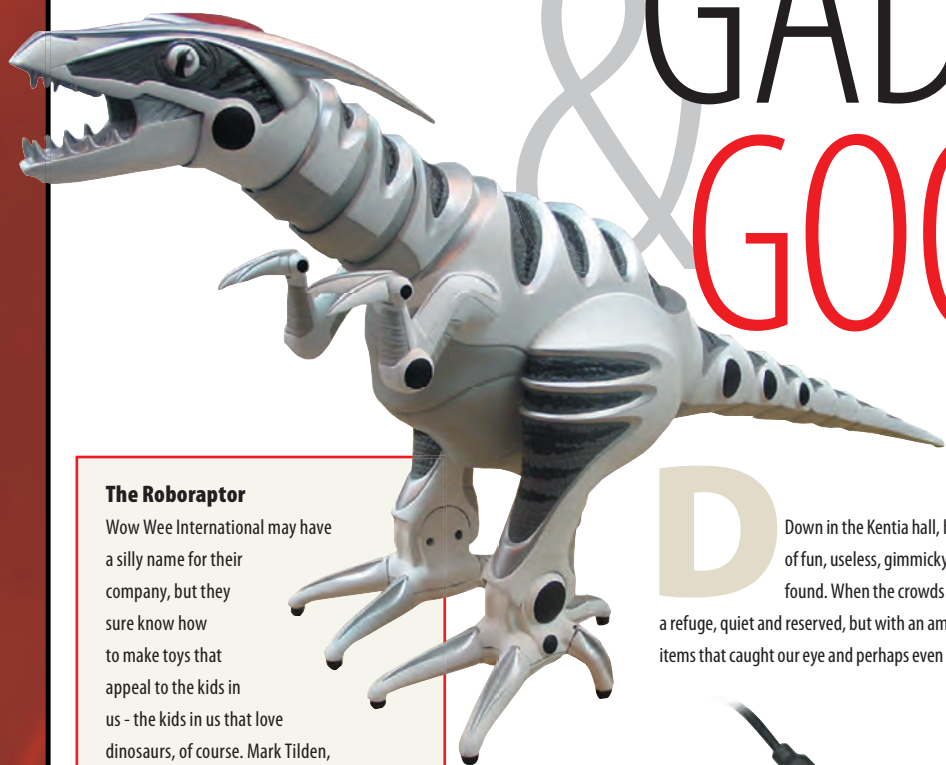 &
The Roboraptor
Wow Wee International may have
a silly name for their
company, but they
sure know how
to make toys that
appeal to the kids in
us - the kids in us that love
dinosaurs, of course. Mark Tilden,
Down in the Kentia hall,
of fun, useless, gimmicky
found. When the crowds
a refuge, quiet and reserved, but with an
items that caught our eye and perhaps even